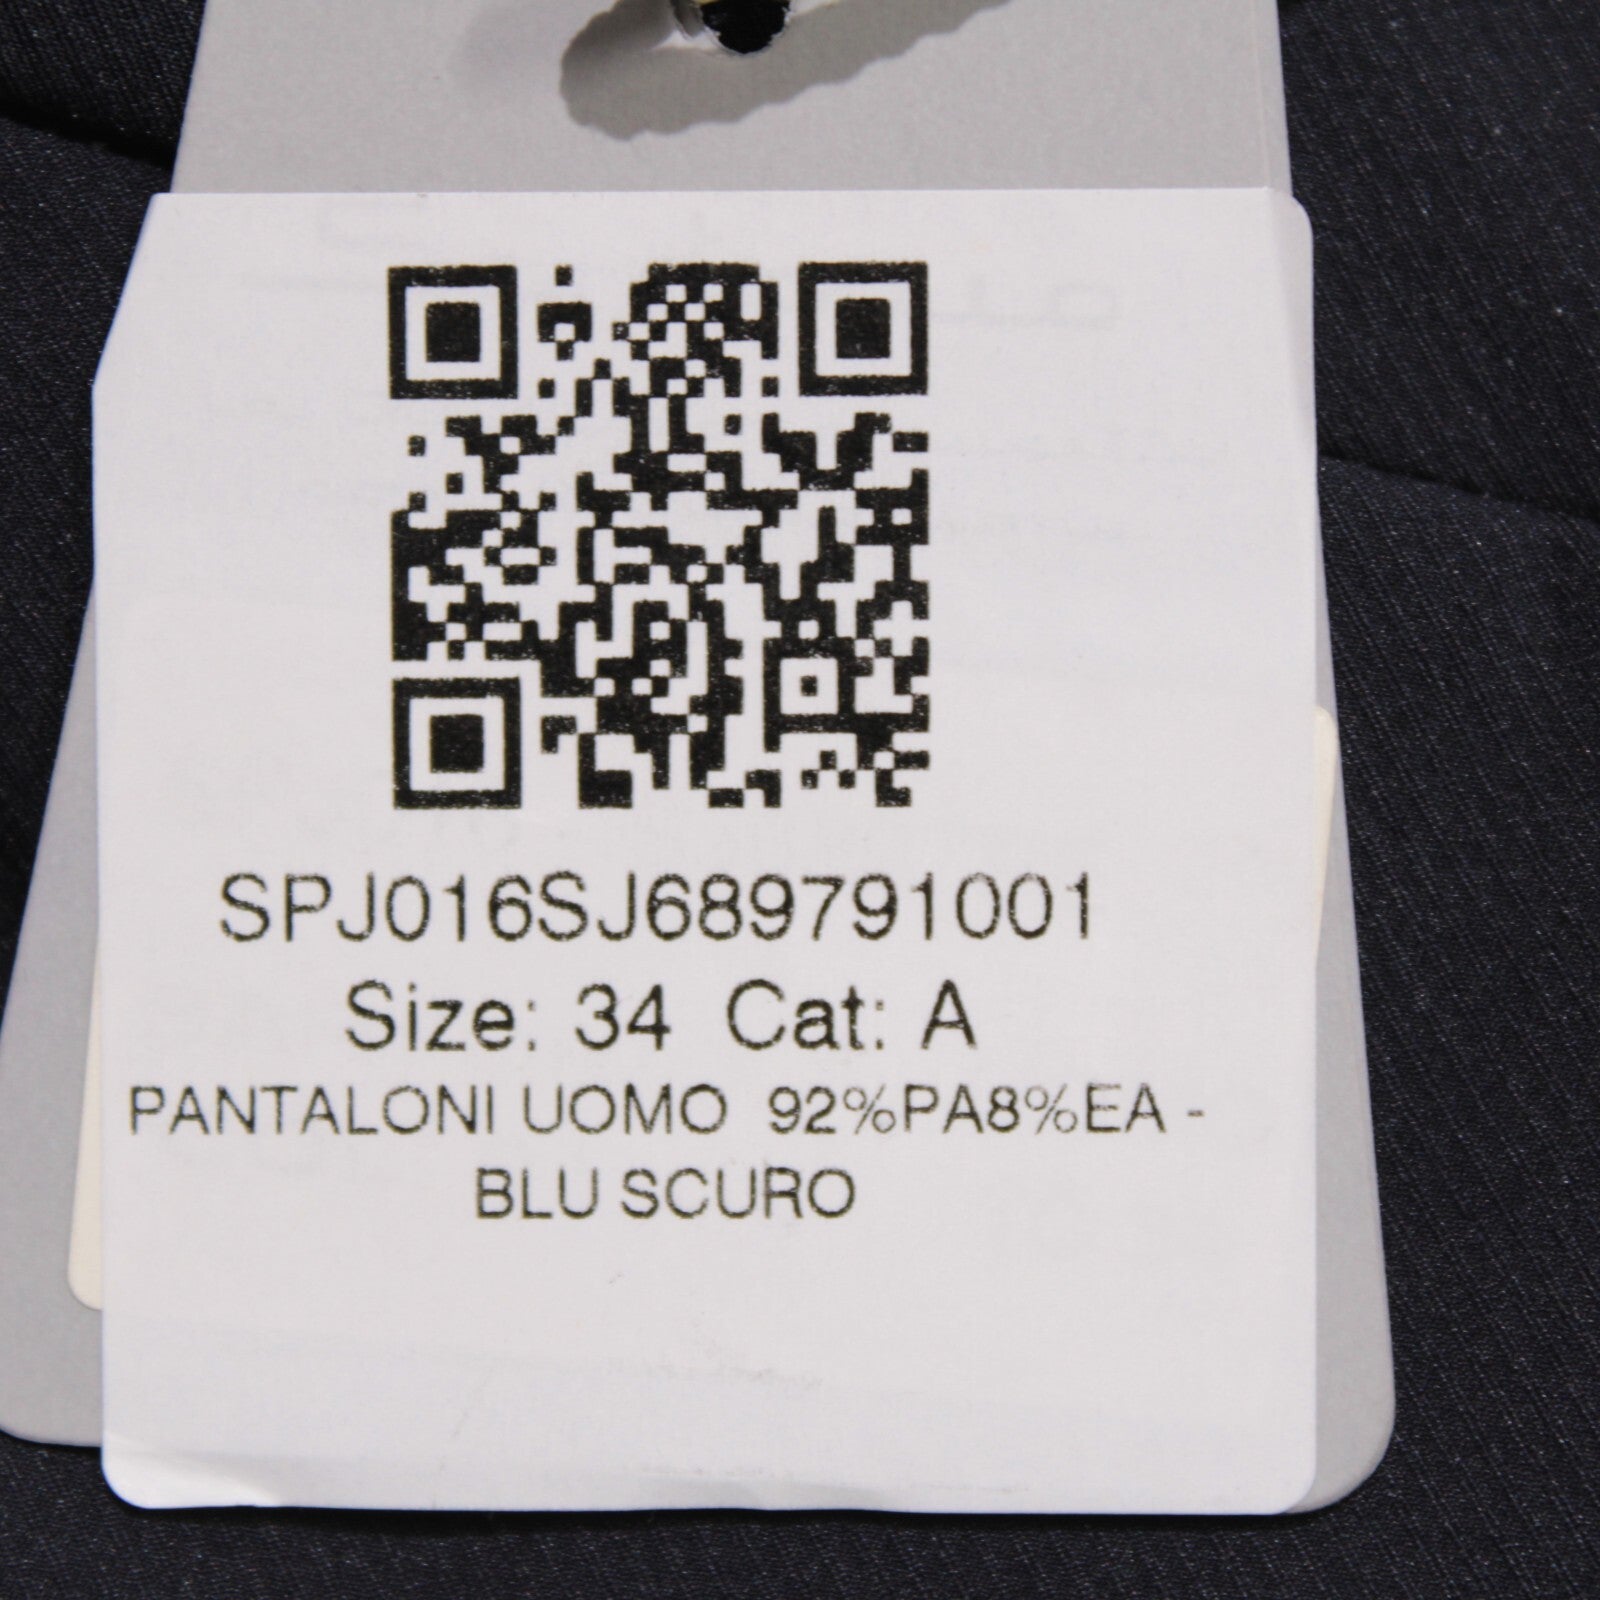 SPJ016SJ689791001
Size: 34 Cat: A
PANTALONI UOMO 92%PA8%EA -
BLU SCURO